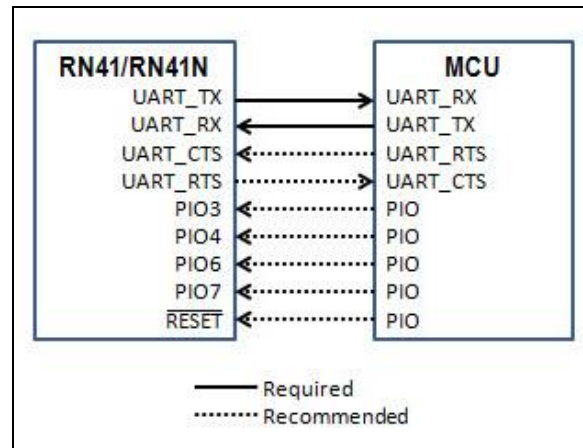 RN41/RN41N MCU
UART_TX UART_RX
UART_RX UART_TX
UART_CTS UART_RTS
UART_RTS UART_CTS
PIO3 PIO
PIO4 PIO
PIO6 PIO
PIO7 PIO
RESET PIO
Required
Recommended